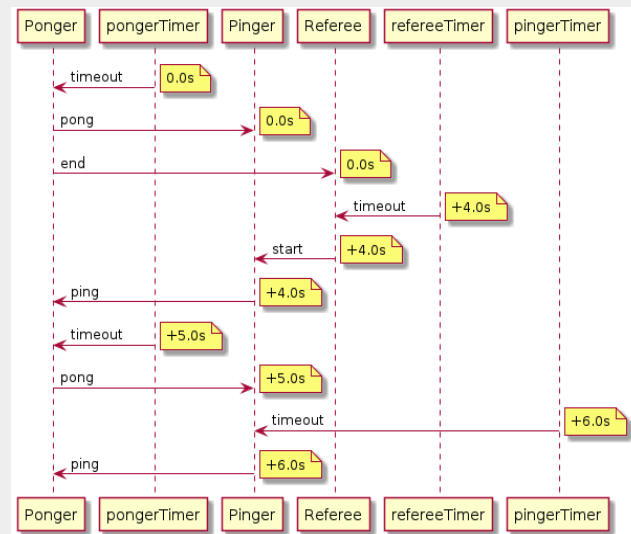 Ponger pongerTimer Pinger Referee refereeTimer pingerTimer
timeout 0.0s
pong 0.0s
end 0.0s
timeout +4.0s
start +4.0s
ping +4.0s
timeout +5.0s
pong +5.0s
timeout +6.0s
ping +6.0s
Ponger pongerTimer Pinger Referee refereeTimer pingerTimer